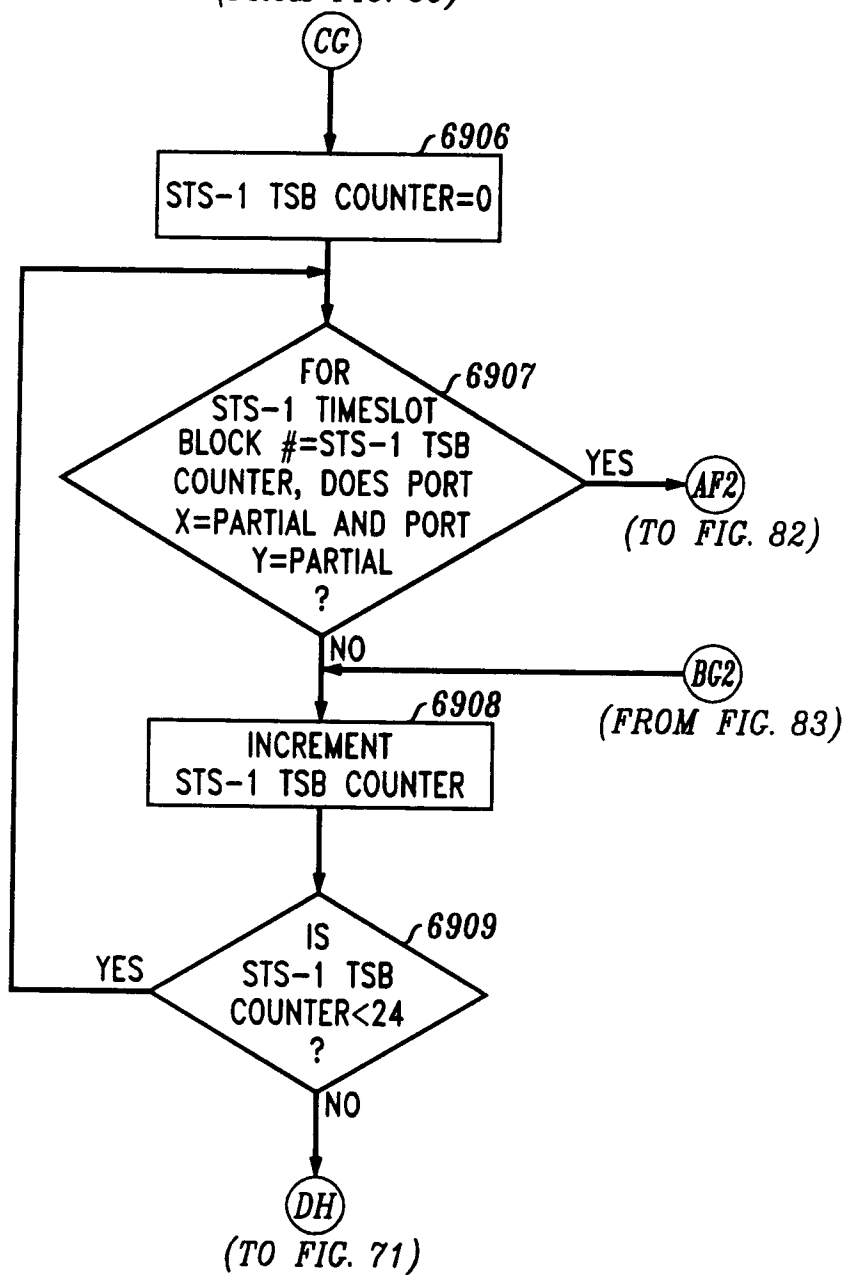 CG
6906
STS-1 TSB COUNTER=0
FOR
6907
STS-1 TIMESLOT
BLOCK #=STS-1 TSB
COUNTER, DOES PORT
X=PARTIAL AND PORT
Y=PARTIAL
?
YES
AF2
(TO FIG. 82)
NO
BG2
(FROM FIG. 83)
6908
INCREMENT
STS-1 TSB COUNTER
6909
IS
STS-1 TSB
COUNTER<24
?
YES
NO
DH
(TO FIG. 71)